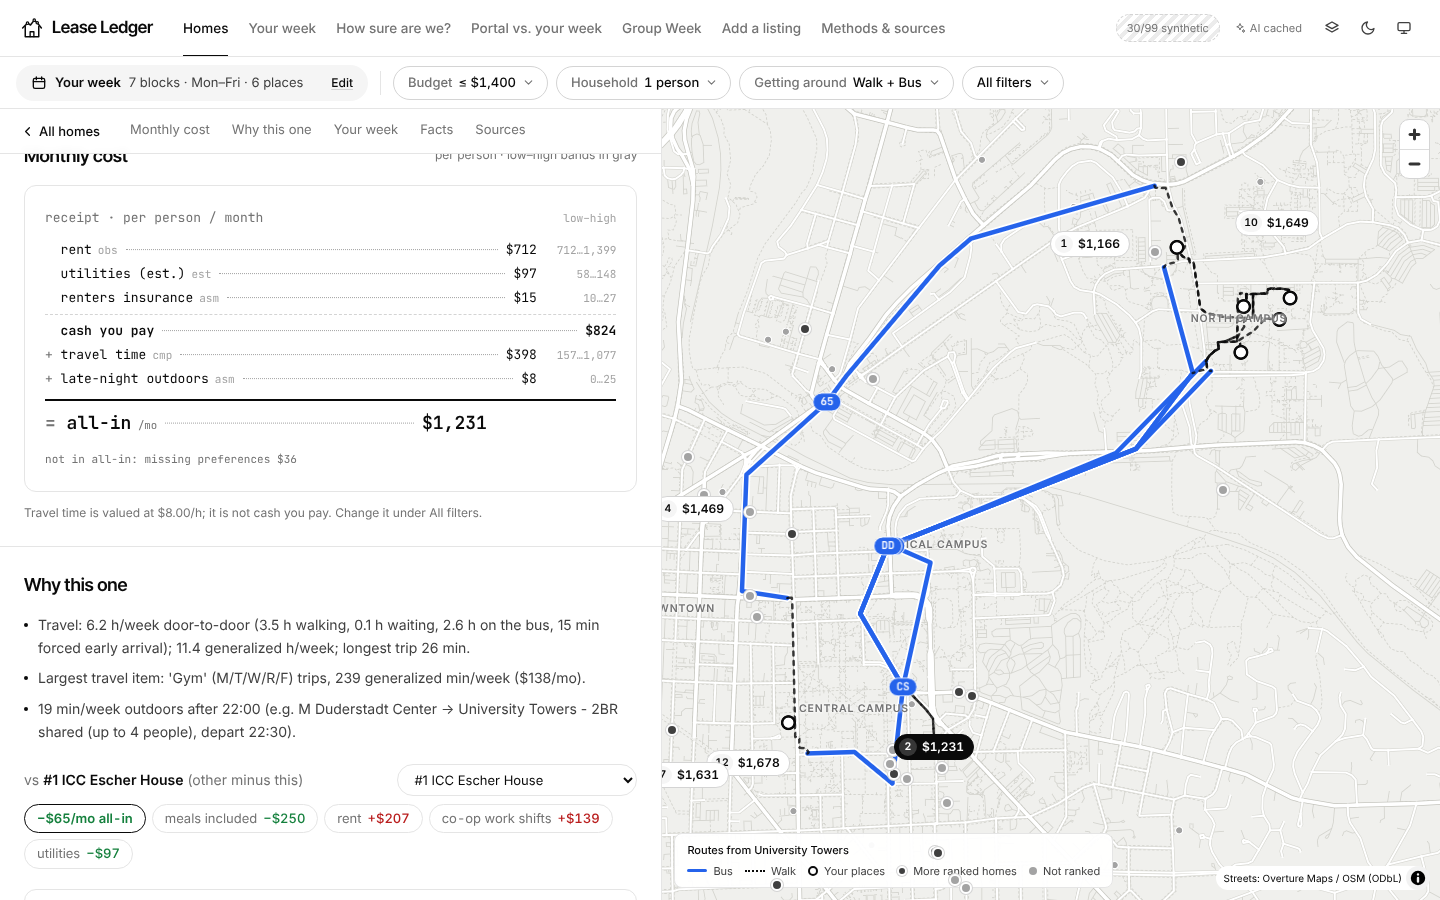 Lease Ledger
Homes
Your week
How sure are we?
Portal vs. your week
Group Week
Add a listing
Methods & sources
30/99 synthetic
AI cached
Your week 7 blocks · Mon–Fri · 6 places Edit
Budget ≤ $1,400
Household 1 person
Getting around Walk + Bus
All filters
All homes
Monthly cost
Why this one
Your week
Facts
Sources
Monthly cost
per person · low–high bands in gray
receipt · per person / month low–high
rent obs $712 712…1,399
utilities (est.) est $97 58…148
renters insurance asm $15 10…27
cash you pay $824
+ travel time cmp $398 157…1,077
+ late-night outdoors asm $8 0…25
= all-in /mo $1,231
not in all-in: missing preferences $36
Travel time is valued at $8.00/h; it is not cash you pay. Change it under All filters.
Why this one
• Travel: 6.2 h/week door-to-door (3.5 h walking, 0.1 h waiting, 2.6 h on the bus, 15 min
forced early arrival); 11.4 generalized h/week; longest trip 26 min.
• Largest travel item: 'Gym' (M/T/W/R/F) trips, 239 generalized min/week ($138/mo).
• 19 min/week outdoors after 22:00 (e.g. M Duderstadt Center → University Towers - 2BR
shared (up to 4 people), depart 22:30).
vs #1 ICC Escher House (other minus this)
#1 ICC Escher House
−$65/mo all-in
meals included −$250
rent +$207
co-op work shifts +$139
utilities −$97
10 $1,649
1 $1,166
NORTH CAMPUS
65
4 $1,469
DD
ICAL CAMPUS
WNTOWN
CS
CENTRAL CAMPUS
2 $1,231
12 $1,678
7 $1,631
Routes from University Towers
Bus
Walk
Your places
More ranked homes
Not ranked
Streets: Overture Maps / OSM (ODbL)